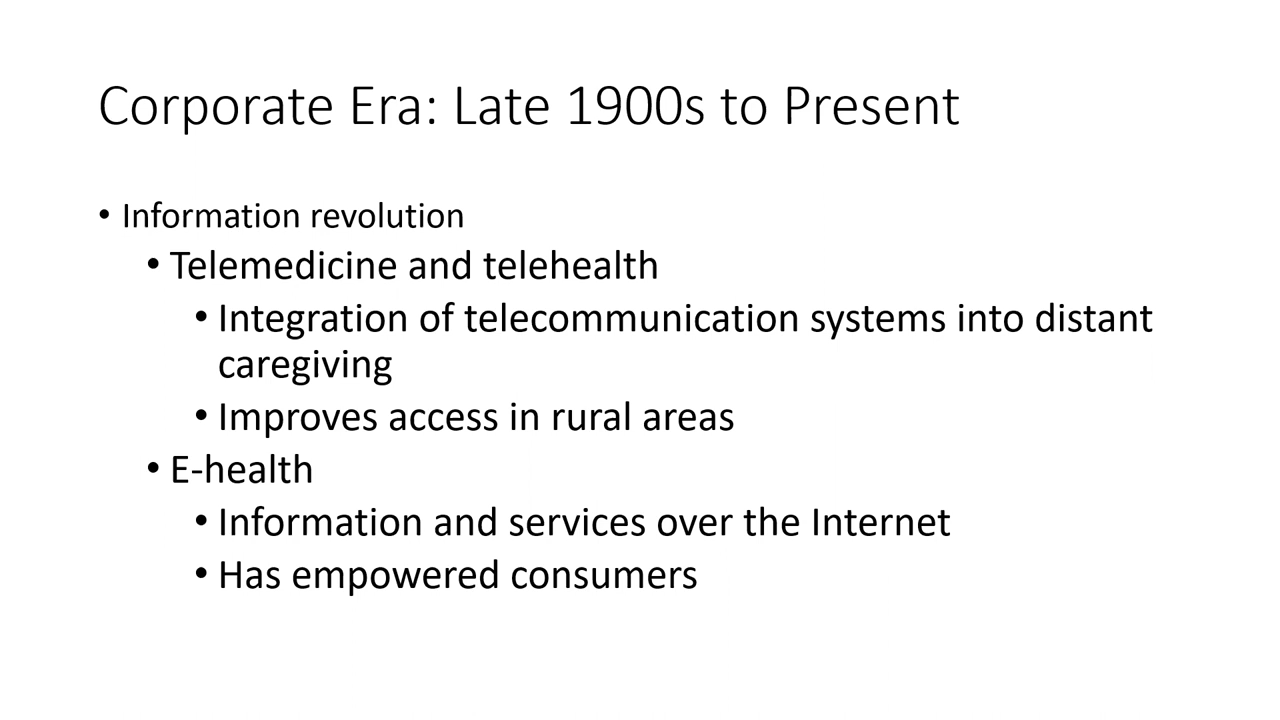 Corporate Era: Late 1900s to Present
• Information revolution
• Telemedicine and telehealth
• Integration of telecommunication systems into distant
caregiving
• Improves access in rural areas
• E-health
• Information and services over the Internet
• Has empowered consumers